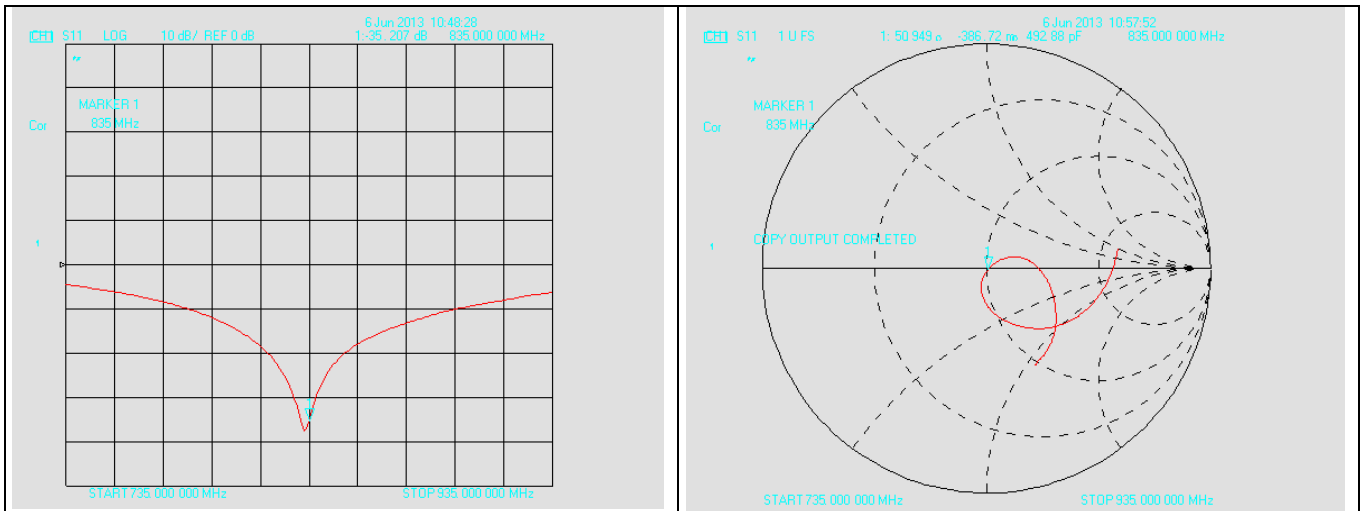 6 Jun 2013 10:48:28
CH1 S11 LOG 10 dB/ REF 0 dB 1:-35.207 dB 835.000 000 MHz
MARKER 1
835 MHz
Cor
1
START 735.000 000 MHz STOP 935.000 000 MHz
6 Jun 2013 10:57:52
CH1 S11 1 U FS 1: 50.949 -386.72 492.88 pF 835.000 000 MHz
MARKER 1
835 MHz
Cor
COPY OUTPUT COMPLETED
1
1
START 735.000 000 MHz STOP 935.000 000 MHz